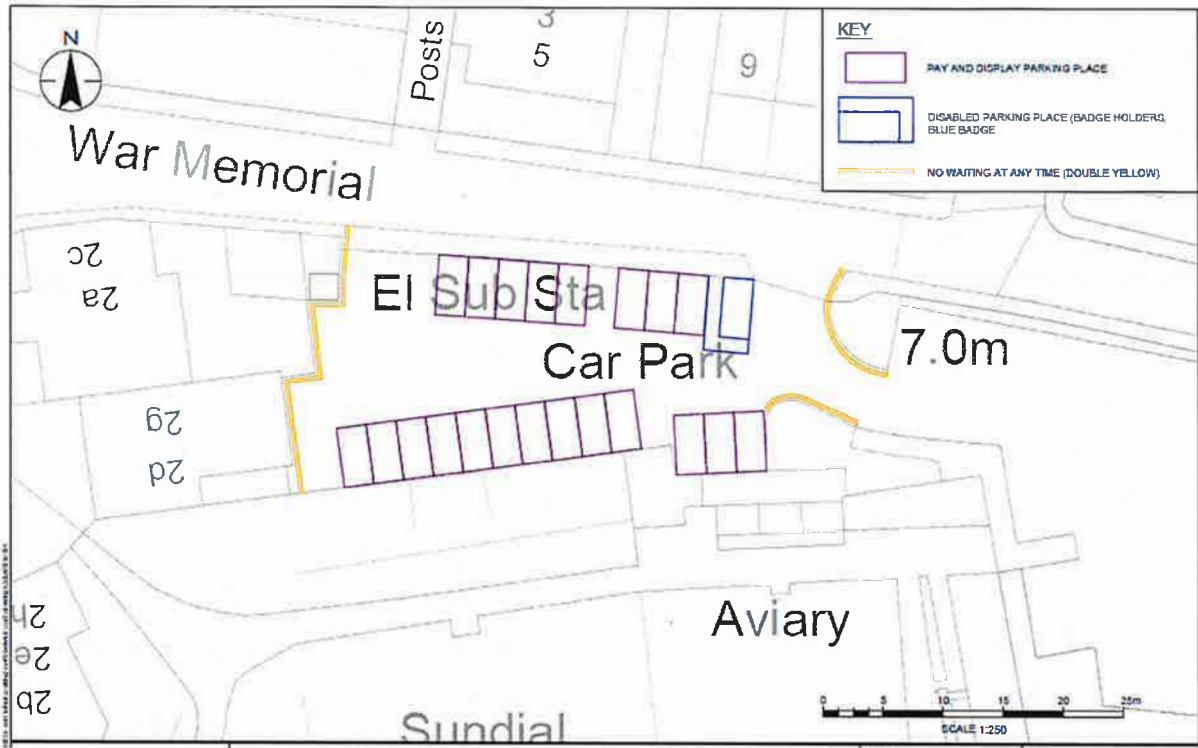 KEY
PAY AND DISPLAY PARKING PLACE
DISABLED PARKING PLACE (BADGE HOLDERS,
BLUE BADGE
NO WAITING AT ANY TIME (DOUBLE YELLOW)
N
Posts
3
5
9
War Memorial
2c
2a
El Sub Sta
Car Park
7.0m
2g
2d
Aviary
2h
2e
2b
Sundial
0 5 10 15 20 25m
SCALE 1:250